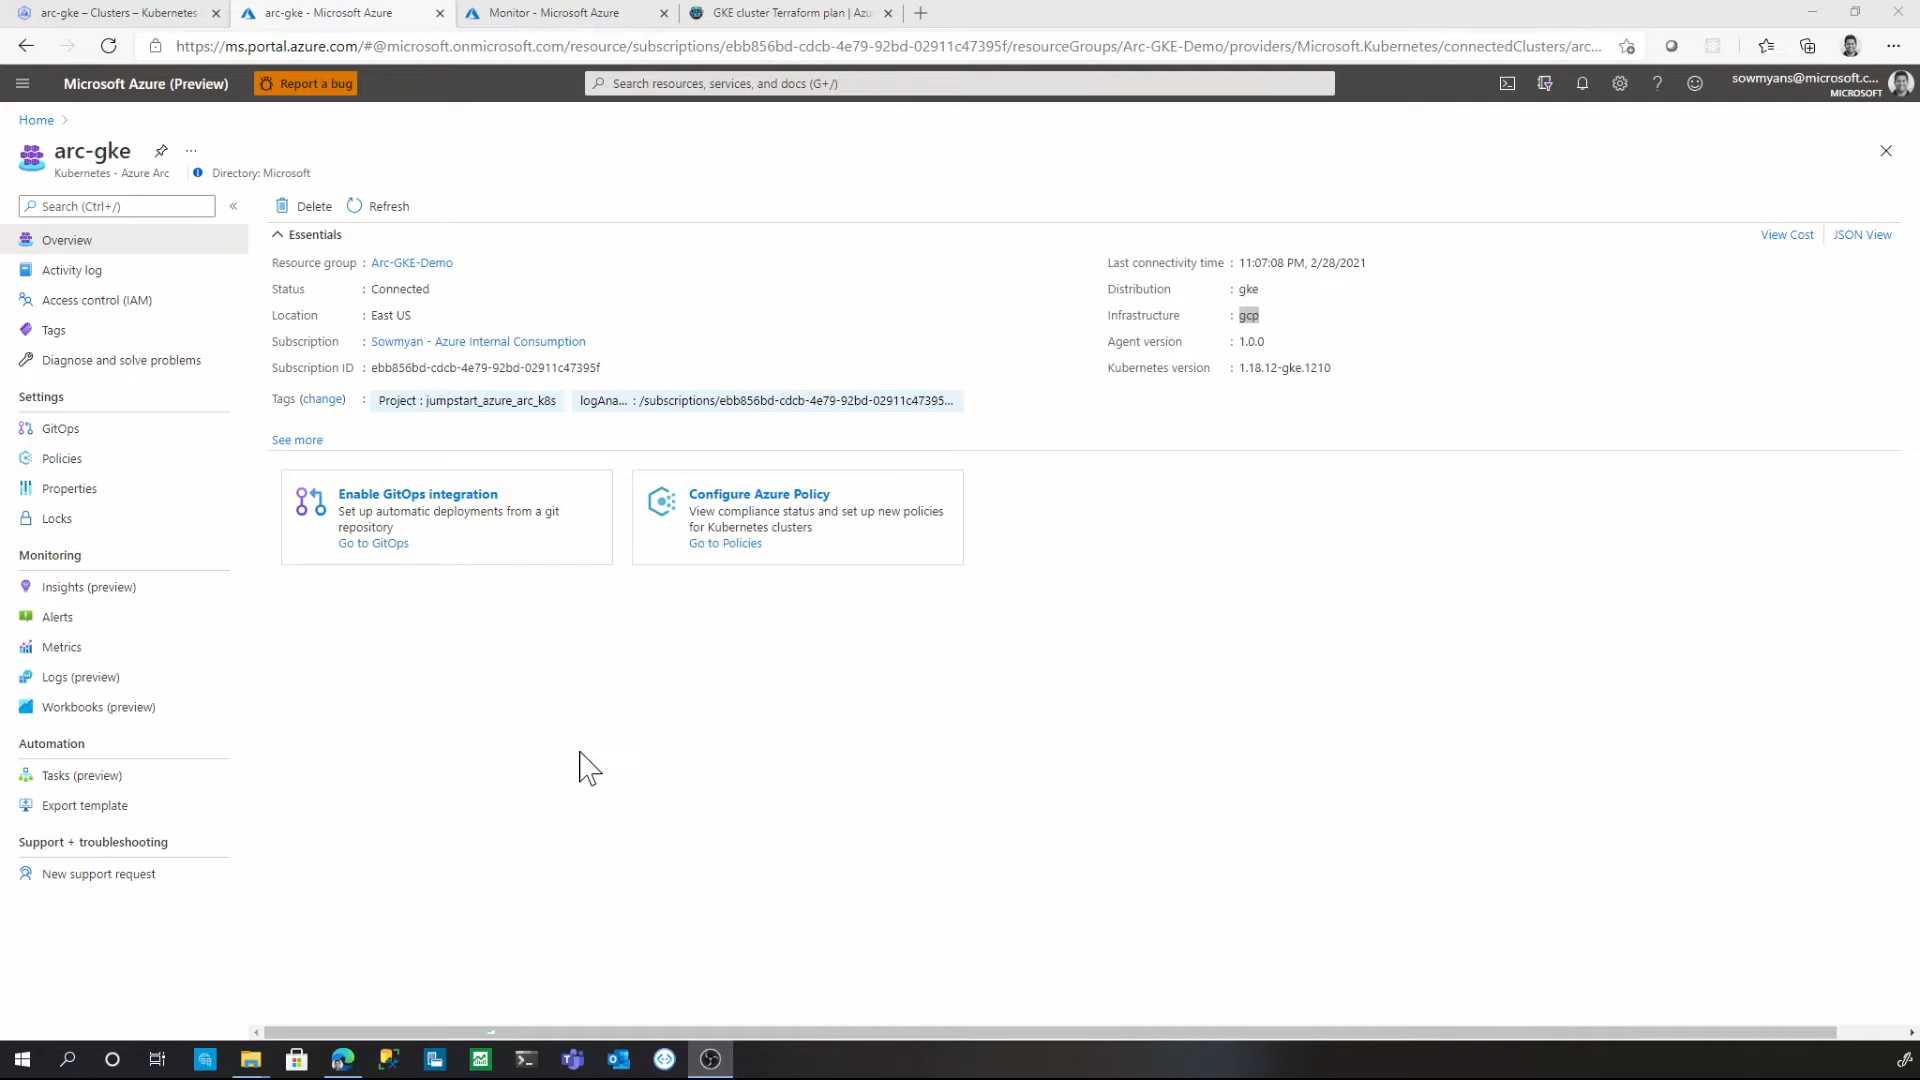 arc-gke – Clusters – Kubernetes
arc-gke - Microsoft Azure
Monitor - Microsoft Azure
GKE cluster Terraform plan | Azu
https://ms.portal.azure.com/#@microsoft.onmicrosoft.com/resource/subscriptions/ebb856bd-cdcb-4e79-92bd-02911c47395f/resourceGroups/Arc-GKE-Demo/providers/Microsoft.Kubernetes/connectedClusters/arc...
Microsoft Azure (Preview)
Report a bug
Search resources, services, and docs (G+/)
sowmyans@microsoft.c...
MICROSOFT
Home
arc-gke
...
Kubernetes - Azure Arc
Directory: Microsoft
Search (Ctrl+/)
«
Overview
Activity log
Access control (IAM)
Tags
Diagnose and solve problems
Settings
GitOps
Policies
Properties
Locks
Monitoring
Insights (preview)
Alerts
Metrics
Logs (preview)
Workbooks (preview)
Automation
Tasks (preview)
Export template
Support + troubleshooting
New support request
Delete
Refresh
Essentials
View Cost
JSON View
Resource group : Arc-GKE-Demo
Status : Connected
Location : East US
Subscription : Sowmyan - Azure Internal Consumption
Subscription ID : ebb856bd-cdcb-4e79-92bd-02911c47395f
Tags (change) : Project : jumpstart_azure_arc_k8s logAna... : /subscriptions/ebb856bd-cdcb-4e79-92bd-02911c47395...
See more
Last connectivity time : 11:07:08 PM, 2/28/2021
Distribution : gke
Infrastructure : gcp
Agent version : 1.0.0
Kubernetes version : 1.18.12-gke.1210
Enable GitOps integration
Set up automatic deployments from a git
repository
Go to GitOps
Configure Azure Policy
View compliance status and set up new policies
for Kubernetes clusters
Go to Policies